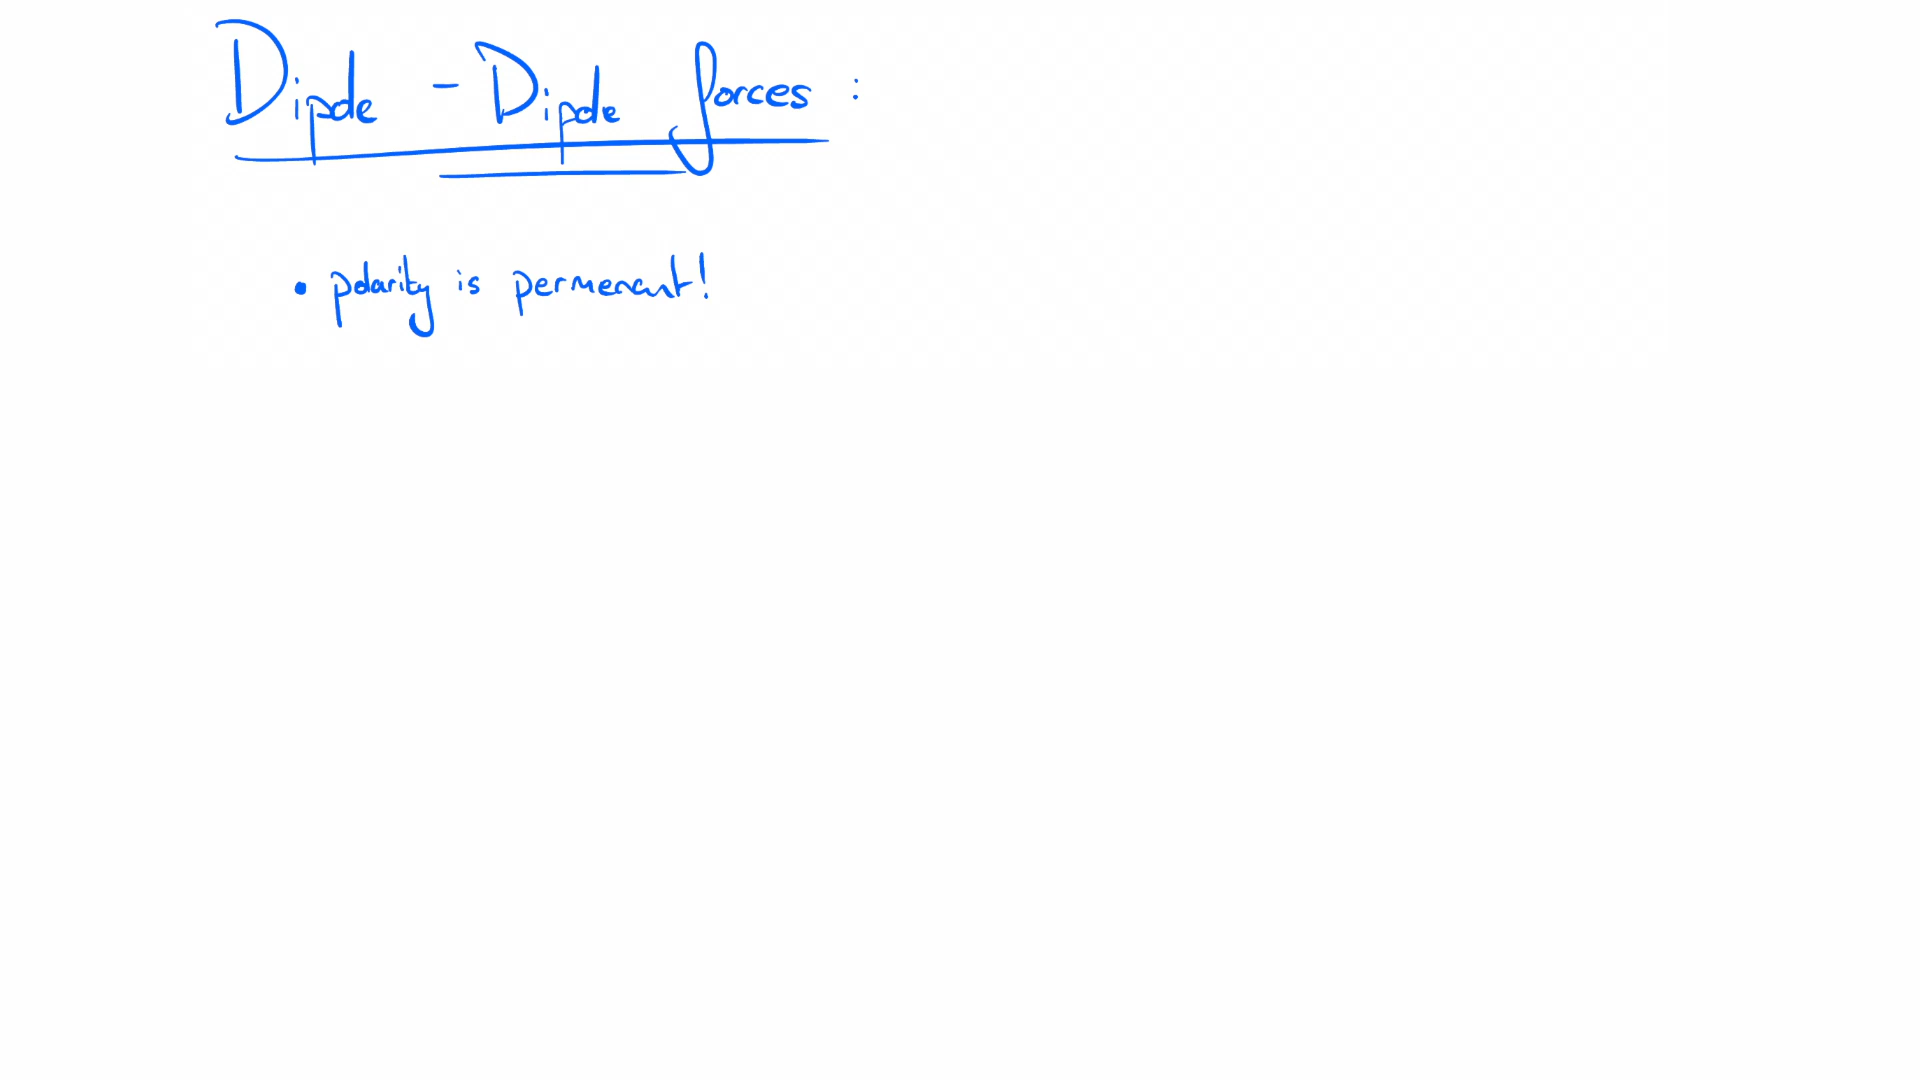 Dipole - Dipole forces :
• polarity is permenant!